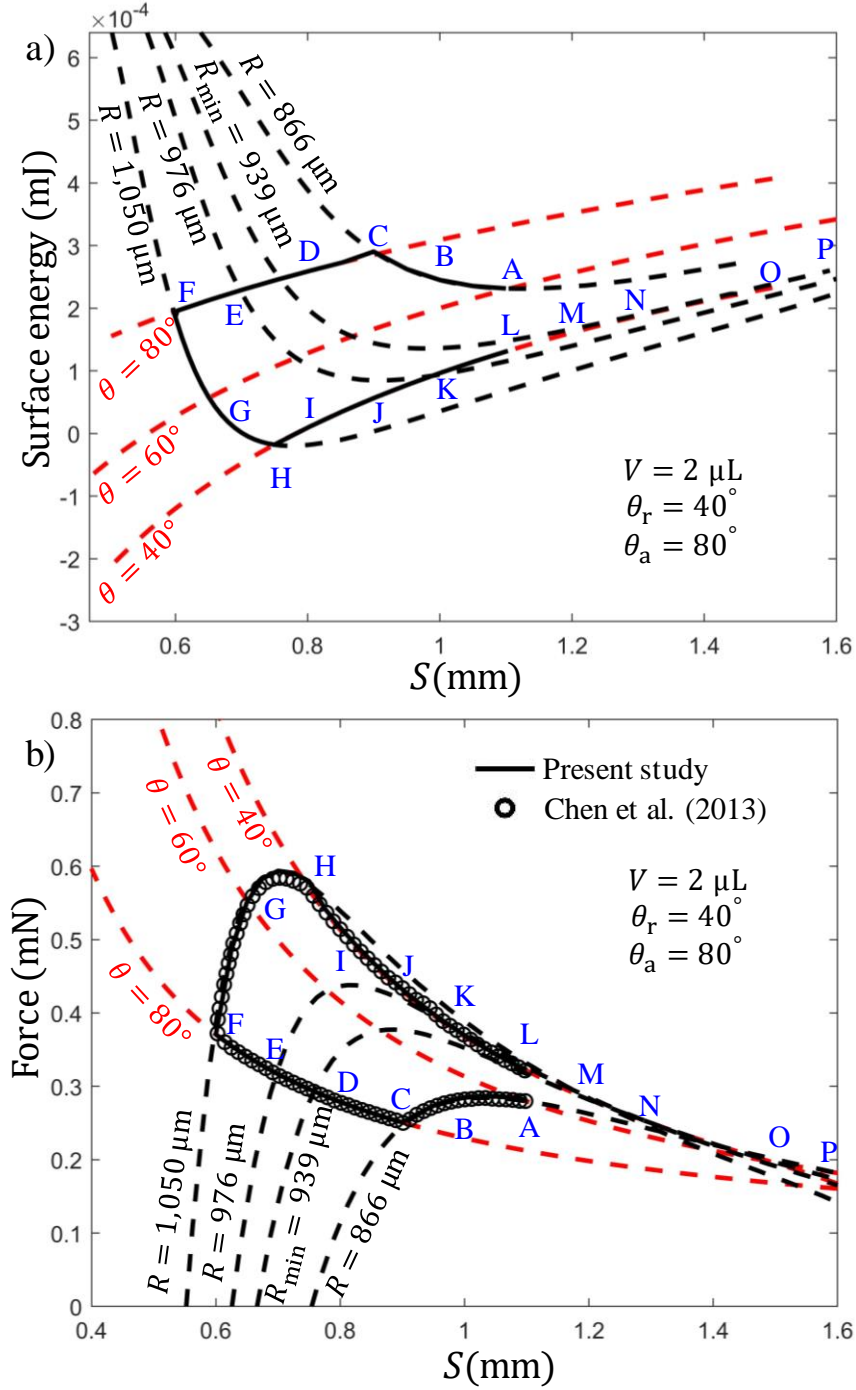 ×10⁻⁴
a)
6
5
4
3
2
1
0
-1
-2
-3
Surface energy (mJ)
R = 1,050 μm
R = 976 μm
R_min = 939 μm
R = 866 μm
F
E
D
C
B
A
G
H
I
J
K
L
M
N
O
P
θ = 80°
θ = 60°
θ = 40°
V = 2 μL
θ_r = 40°
θ_a = 80°
0.6
0.8
1
1.2
1.4
1.6
S(mm)
b)
0.8
0.7
0.6
0.5
0.4
0.3
0.2
0.1
0
Force (mN)
θ = 40°
θ = 60°
θ = 80°
Present study
Chen et al. (2013)
V = 2 μL
θ_r = 40°
θ_a = 80°
H
G
I
J
K
L
F
E
D
C
B
A
M
N
O
P
R = 1,050 μm
R = 976 μm
R_min = 939 μm
R = 866 μm
0.4
0.6
0.8
1
1.2
1.4
1.6
S(mm)